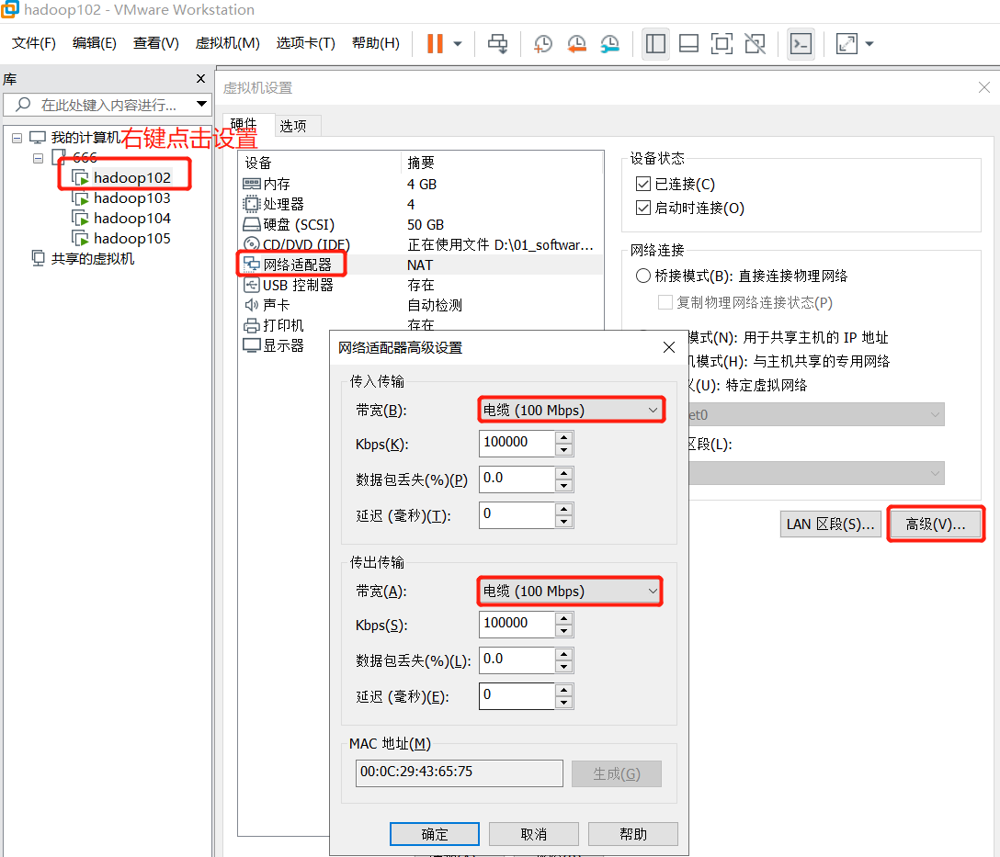 hadoop102 - VMware Workstation
文件(F) 编辑(E) 查看(V) 虚拟机(M) 选项卡(T) 帮助(H)
库
在此处键入内容进行...
我的计算机
右键点击设置
666
hadoop102
hadoop103
hadoop104
hadoop105
共享的虚拟机
虚拟机设置
硬件 选项
设备 摘要
内存 4 GB
处理器 4
硬盘 (SCSI) 50 GB
CD/DVD (IDE) 正在使用文件 D:\01_softwar...
网络适配器 NAT
USB 控制器 存在
声卡 自动检测
打印机 存在
显示器
设备状态
已连接(C)
启动时连接(O)
网络连接
桥接模式(B): 直接连接物理网络
复制物理网络连接状态(P)
模式(N): 用于共享主机的 IP 地址
机模式(H): 与主机共享的专用网络
(U): 特定虚拟网络
et0
区段(L):
LAN 区段(S)... 高级(V)...
网络适配器高级设置
传入传输
带宽(B): 电缆 (100 Mbps)
Kbps(K): 100000
数据包丢失(%)(P) 0.0
延迟 (毫秒)(T): 0
传出传输
带宽(A): 电缆 (100 Mbps)
Kbps(S): 100000
数据包丢失(%)(L): 0.0
延迟 (毫秒)(E): 0
MAC 地址(M)
00:0C:29:43:65:75 生成(G)
确定 取消 帮助